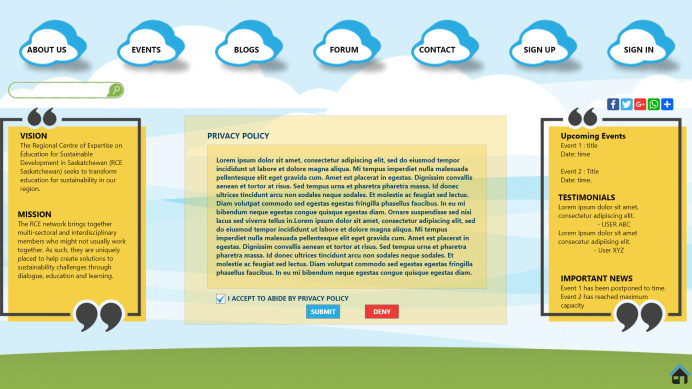 ABOUT US
EVENTS
BLOGS
FORUM
CONTACT
SIGN UP
SIGN IN
VISION
The Regional Centre of Expertise on
Education for Sustainable
Development in Saskatchewan (RCE
Saskatchewan) seeks to transform
education for sustainability in our
region.
MISSION
The RCE network brings together
multi-sectoral and interdisciplinary
members who might not usually work
together. As such, they are uniquely
placed to help create solutions to
sustainability challenges through
dialogue, education and learning.
PRIVACY POLICY
Lorem ipsum dolor sit amet, consectetur adipiscing elit, sed do eiusmod tempor
incididunt ut labore et dolore magna aliqua. Mi tempus imperdiet nulla malesuada
pellentesque elit eget gravida cum. Amet est placerat in egestas. Dignissim convallis
aenean et tortor at risus. Sed tempus urna et pharetra pharetra massa. Id donec
ultrices tincidunt arcu non sodales neque sodales. Et molestie ac feugiat sed lectus.
Diam volutpat commodo sed egestas egestas fringilla phasellus faucibus. In eu mi
bibendum neque egestas congue quisque egestas diam. Ornare suspendisse sed nisi
lacus sed viverra tellus in.Lorem ipsum dolor sit amet, consectetur adipiscing elit, sed
do eiusmod tempor incididunt ut labore et dolore magna aliqua. Mi tempus
imperdiet nulla malesuada pellentesque elit eget gravida cum. Amet est placerat in
egestas. Dignissim convallis aenean et tortor at risus. Sed tempus urna et pharetra
pharetra massa. Id donec ultrices tincidunt arcu non sodales neque sodales. Et
molestie ac feugiat sed lectus. Diam volutpat commodo sed egestas egestas fringilla
phasellus faucibus. In eu mi bibendum neque egestas congue quisque egestas diam.
I ACCEPT TO ABIDE BY PRIVACY POLICY
SUBMIT
DENY
Upcoming Events
Event 1 : title
Date: time
Event 2 : Title
Date: time.
TESTIMONIALS
Lorem ipsum dolor sit amet,
consectetur adipiscing elit.
- USER ABC
Lorem Ipsum dolor sit amet
consecetur adipiscing elit.
- User XYZ
IMPORTANT NEWS
Event 1 has been postponed to time.
Event 2 has reached maximum
capacity